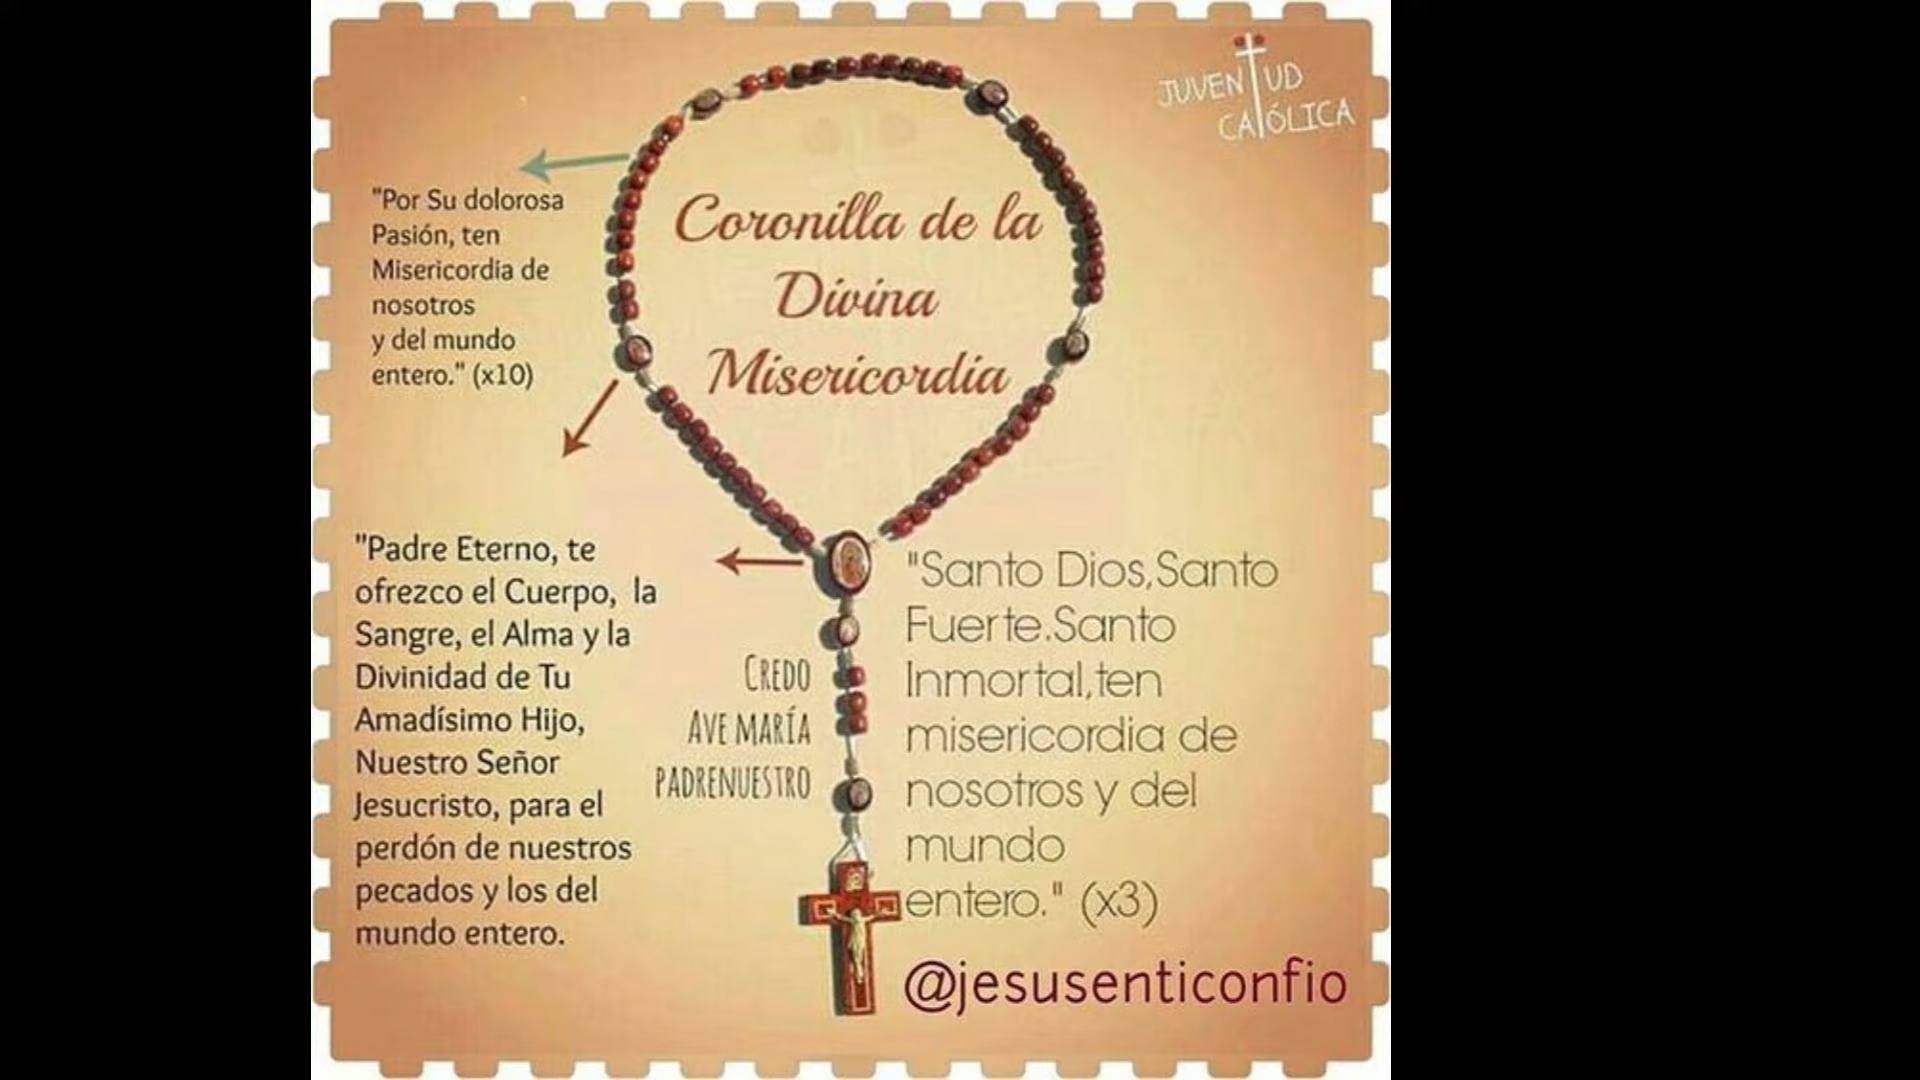 JUVENTUD
CATÓLICA
"Por Su dolorosa
Pasión, ten
Misericordia de
nosotros
y del mundo
entero." (x10)
Coronilla de la
Divina
Misericordia
"Padre Eterno, te
ofrezco el Cuerpo, la
Sangre, el Alma y la
Divinidad de Tu
Amadísimo Hijo,
Nuestro Señor
Jesucristo, para el
perdón de nuestros
pecados y los del
mundo entero.
CREDO
AVE MARÍA
PADRENUESTRO
"Santo Dios,Santo
Fuerte.Santo
Inmortal,ten
misericordia de
nosotros y del
mundo
entero." (x3)
@jesusenticonfio